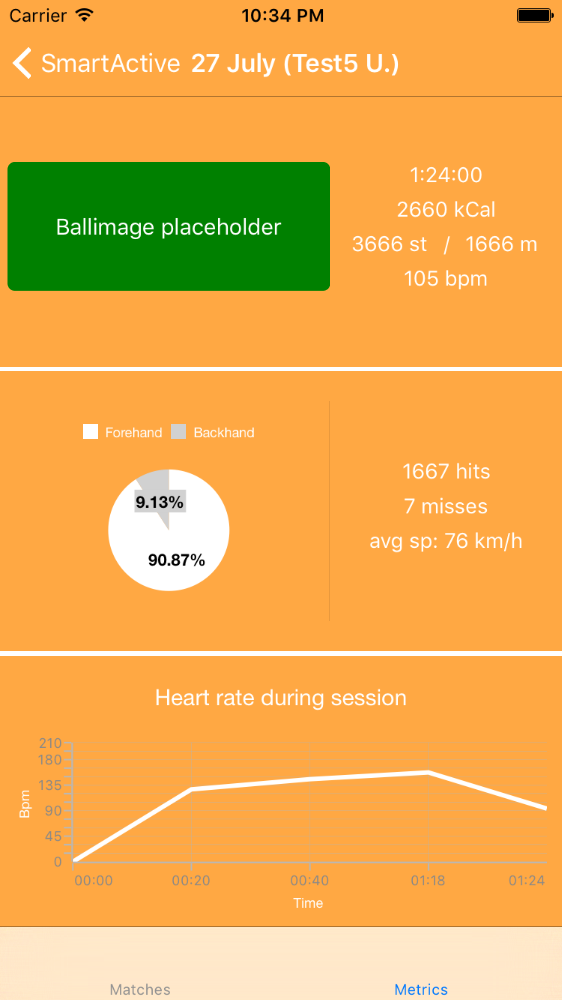 Carrier 10:34 PM
SmartActive 27 July (Test5 U.)
Ballimage placeholder
1:24:00
2660 kCal
3666 st / 1666 m
105 bpm
Forehand Backhand
9.13%
90.87%
1667 hits
7 misses
avg sp: 76 km/h
Heart rate during session
210
180
135
90
45
0
Bpm
00:00 00:20 00:40 01:18 01:24
Time
Matches Metrics